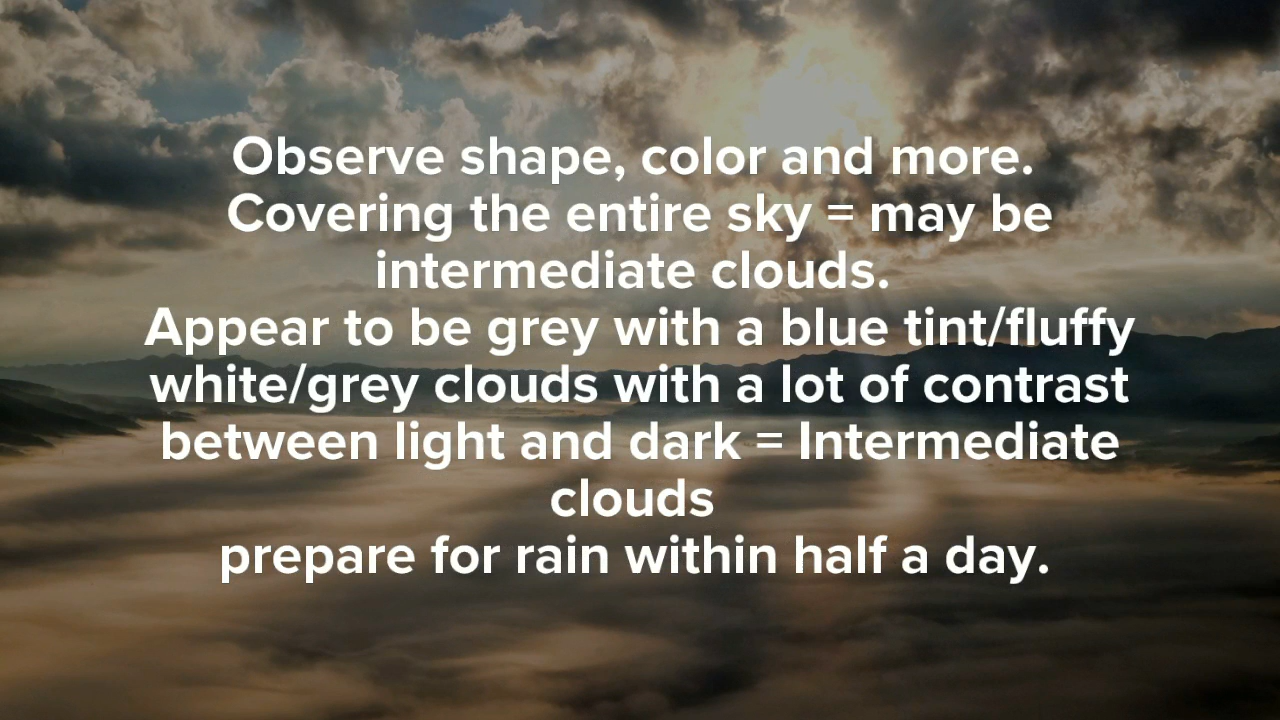 Observe shape, color and more.
Covering the entire sky = may be
intermediate clouds.
Appear to be grey with a blue tint/fluffy
white/grey clouds with a lot of contrast
between light and dark = Intermediate
clouds
prepare for rain within half a day.